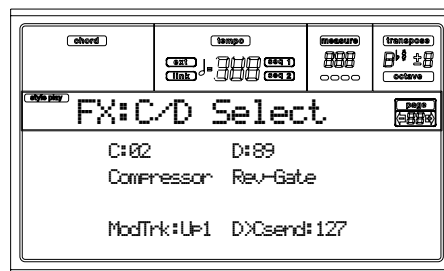 chord tempo measure transpose
ext seq 1
link seq 2
octave
style play FX:C/D Select page
C:02 D:89
Compressor Rev-Gate
ModTrk:UP1 D>Csend:127